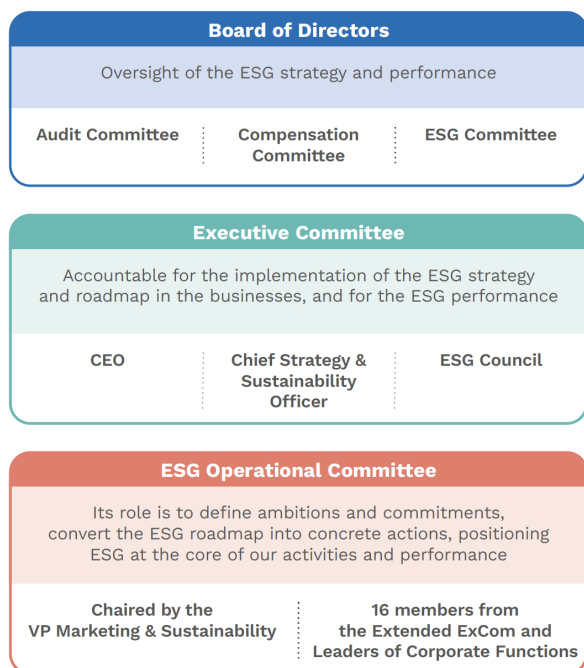 Board of Directors
Oversight of the ESG strategy and performance
Audit Committee
Compensation
Committee
ESG Committee
Executive Committee
Accountable for the implementation of the ESG strategy
and roadmap in the businesses, and for the ESG performance
CEO
Chief Strategy &
Sustainability
Officer
ESG Council
ESG Operational Committee
Its role is to define ambitions and commitments,
convert the ESG roadmap into concrete actions, positioning
ESG at the core of our activities and performance
Chaired by the
VP Marketing & Sustainability
16 members from
the Extended ExCom and
Leaders of Corporate Functions